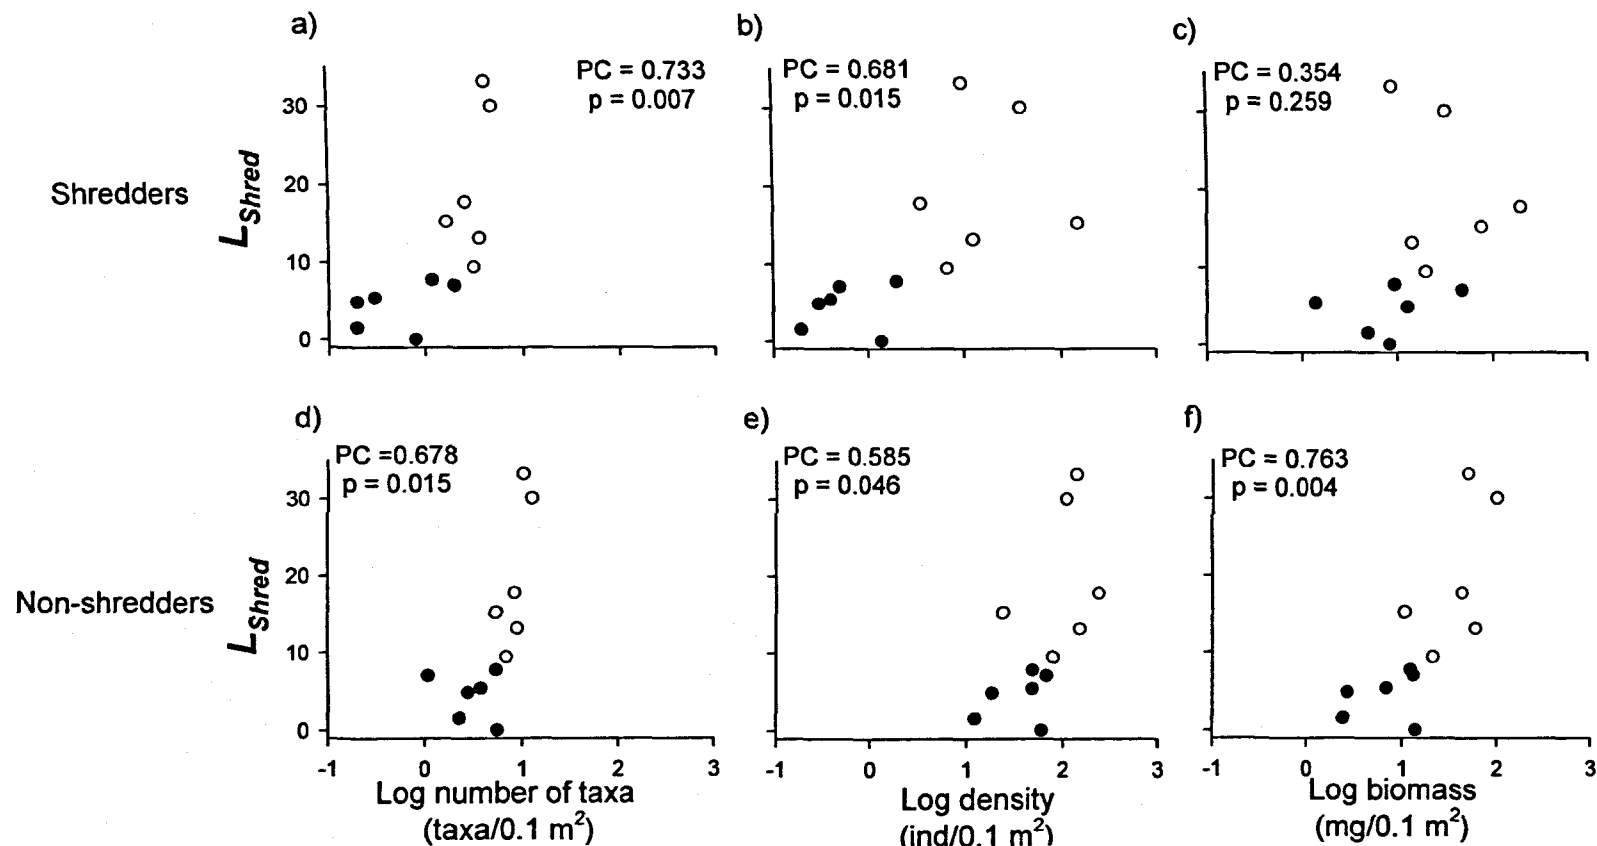 a)
b)
c)
PC = 0.733
p = 0.007
PC = 0.681
p = 0.015
PC = 0.354
p = 0.259
Shredders
L_Shred
30
20
10
0
d)
e)
f)
PC =0.678
p = 0.015
PC = 0.585
p = 0.046
PC = 0.763
p = 0.004
Non-shredders
L_Shred
30
20
10
0
-1 0 1 2 3
-1 0 1 2 3
-1 0 1 2 3
Log number of taxa
(taxa/0.1 m²)
Log density
(ind/0.1 m²)
Log biomass
(mg/0.1 m²)